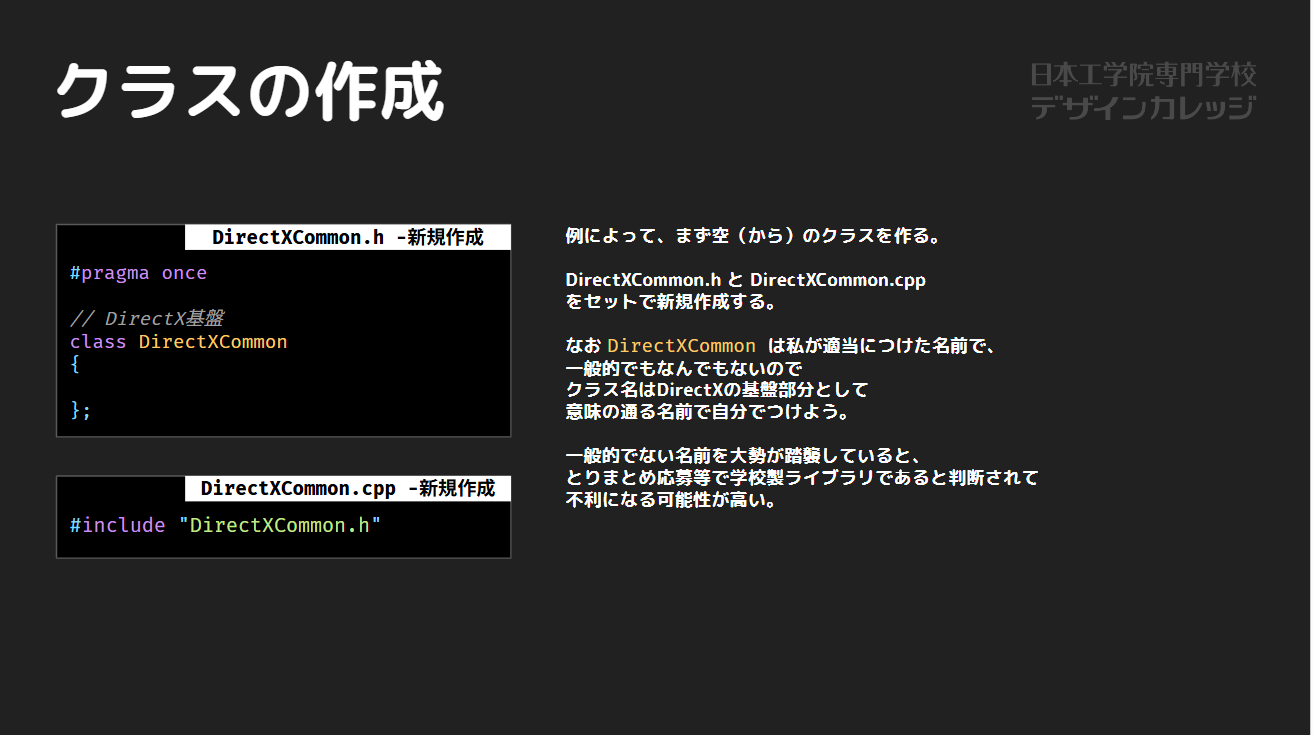 クラスの作成
日本工学院専門学校
デザインカレッジ
DirectXCommon.h -新規作成
#pragma once
// DirectX基盤
class DirectXCommon
{
};
DirectXCommon.cpp -新規作成
#include "DirectXCommon.h"
例によって、まず空（から）のクラスを作る。
DirectXCommon.h と DirectXCommon.cpp
をセットで新規作成する。
なお DirectXCommon は私が適当につけた名前で、
一般的でもなんでもないので
クラス名はDirectXの基盤部分として
意味の通る名前で自分でつけよう。
一般的でない名前を大勢が踏襲していると、
とりまとめ応募等で学校製ライブラリであると判断されて
不利になる可能性が高い。